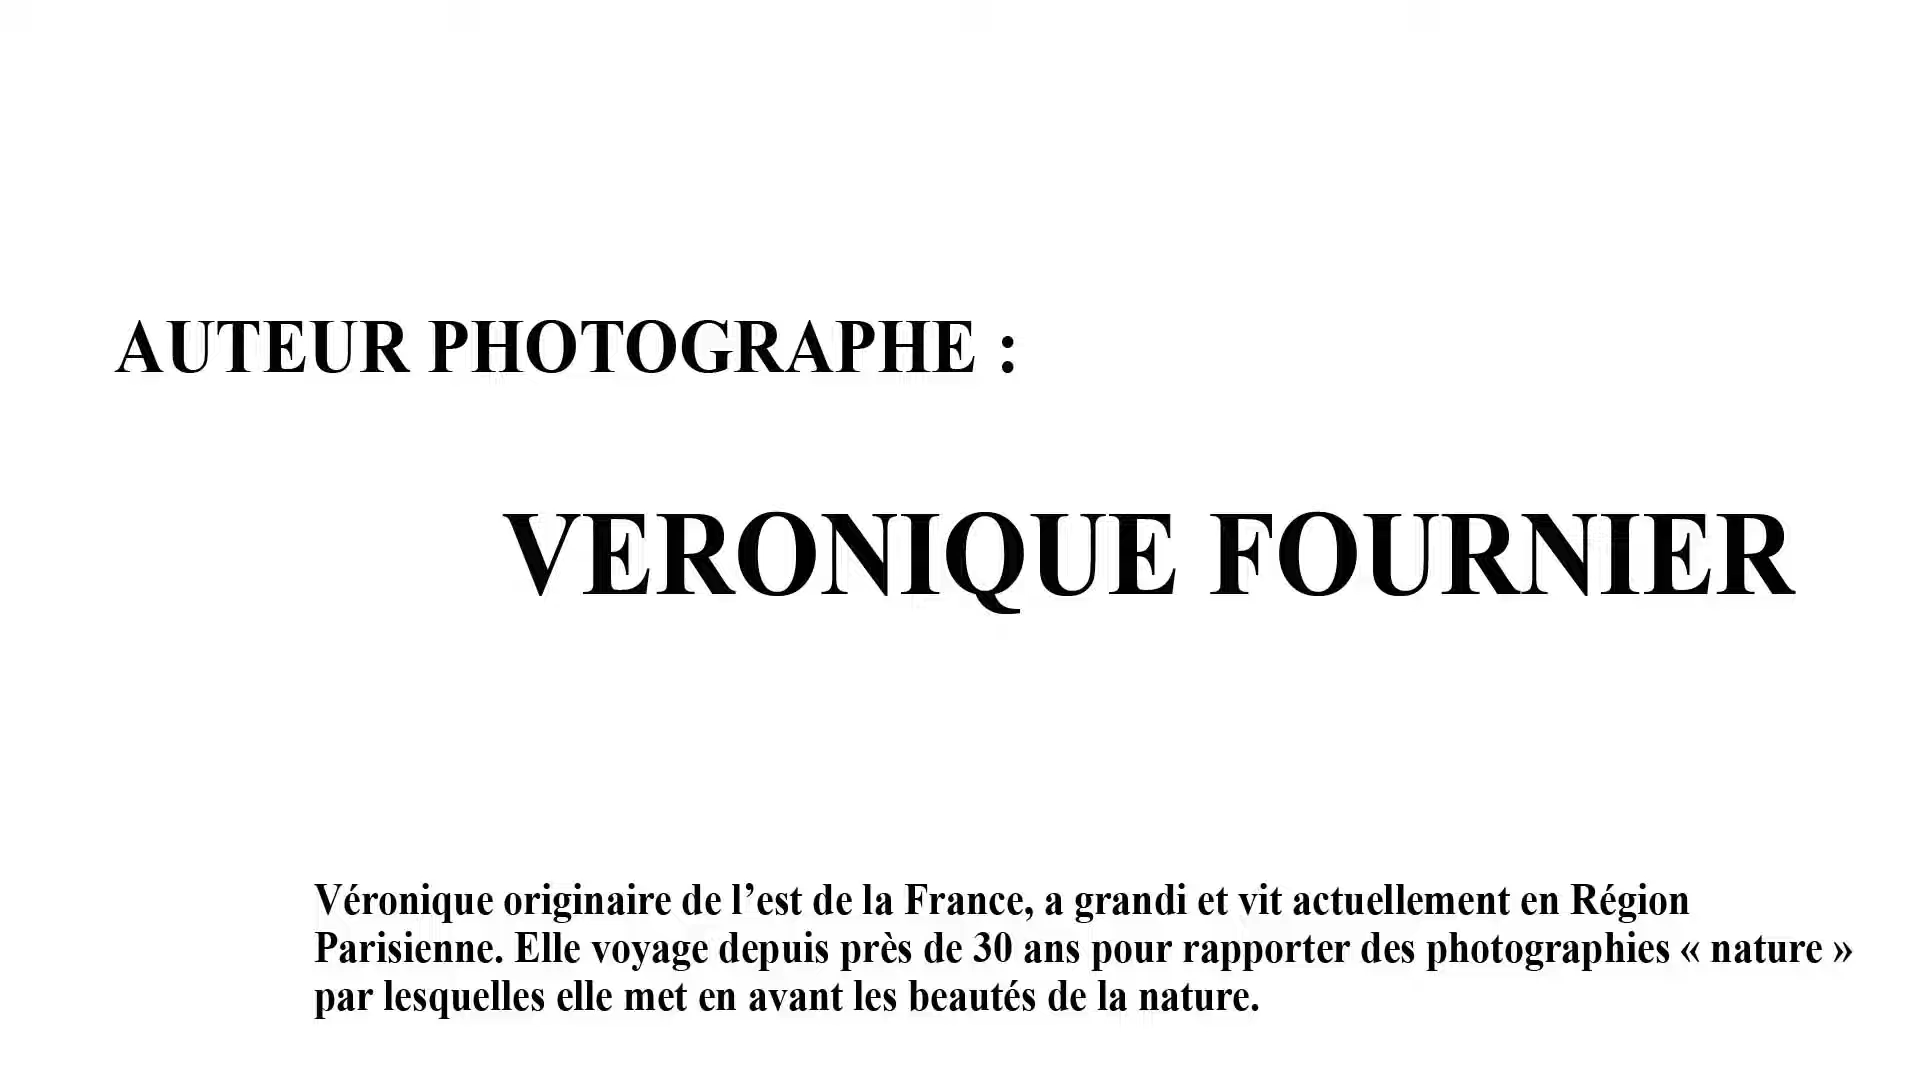 AUTEUR PHOTOGRAPHE :
VERONIQUE FOURNIER
Véronique originaire de l’est de la France, a grandi et vit actuellement en Région
Parisienne. Elle voyage depuis près de 30 ans pour rapporter des photographies « nature »
par lesquelles elle met en avant les beautés de la nature.